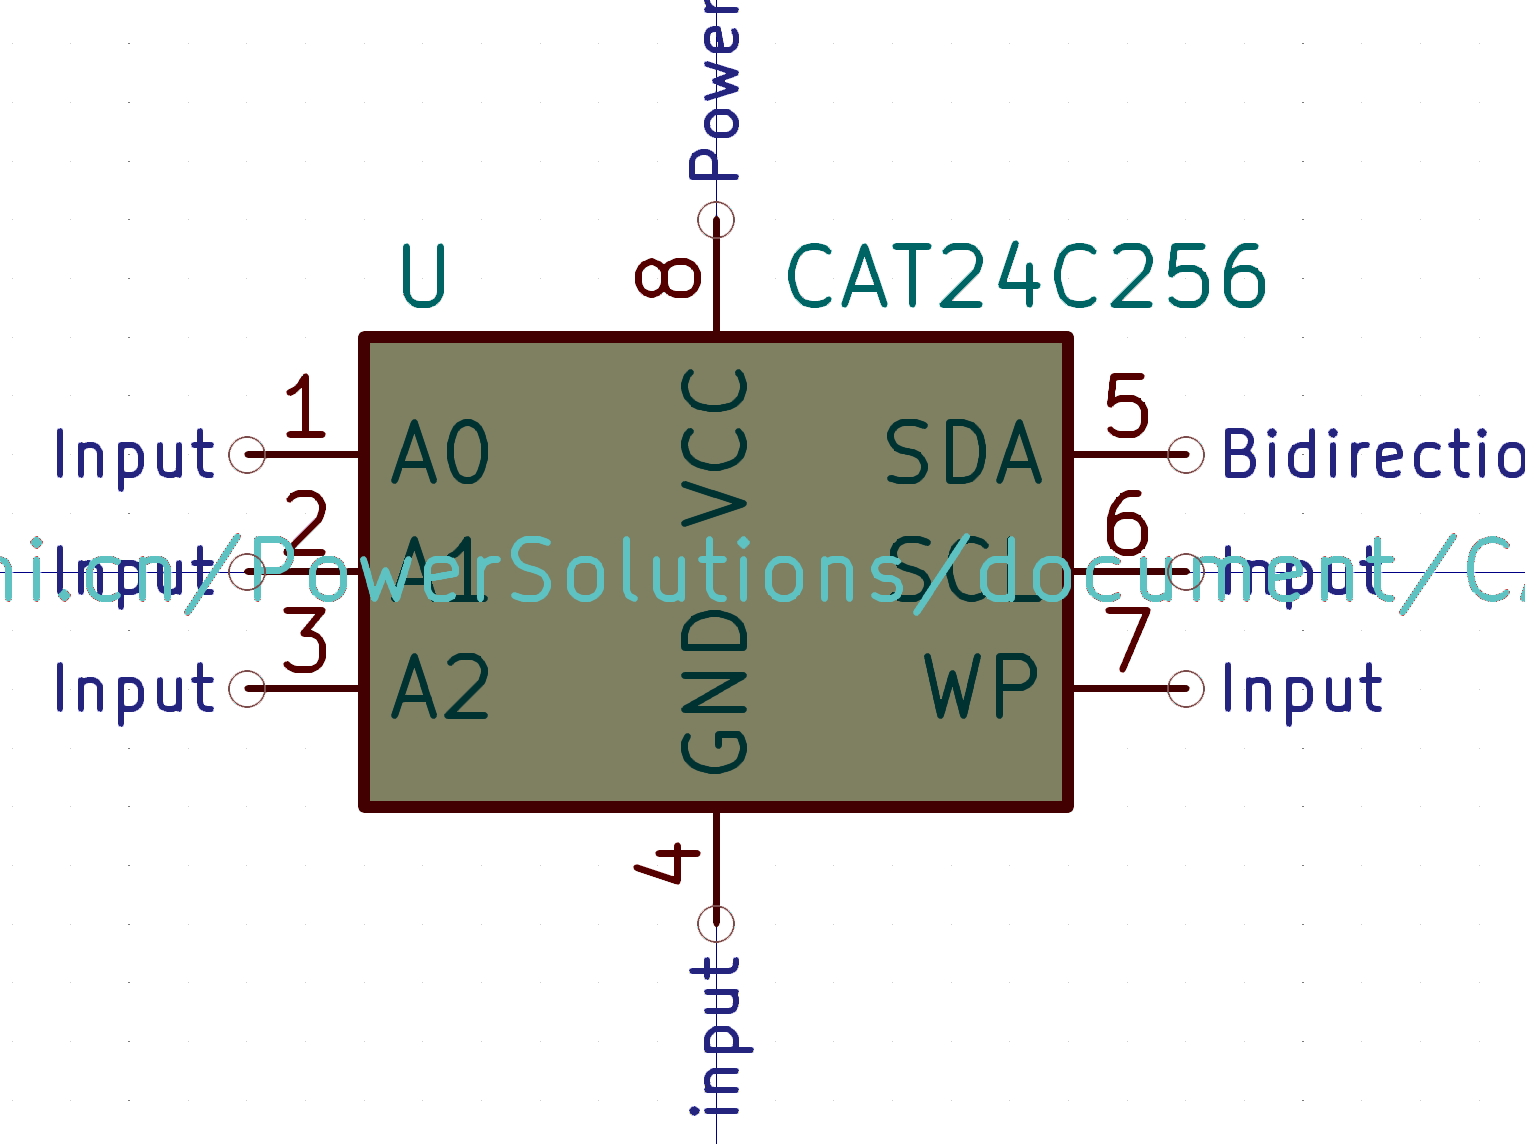 Power
U
8
CAT24C256
1
5
Input
A0
VCC
SDA
Bidirectio
2
6
Input
A1
SCL
Input
ni.cn/PowerSolutions/document/CA
3
7
Input
A2
GND
WP
Input
4
input